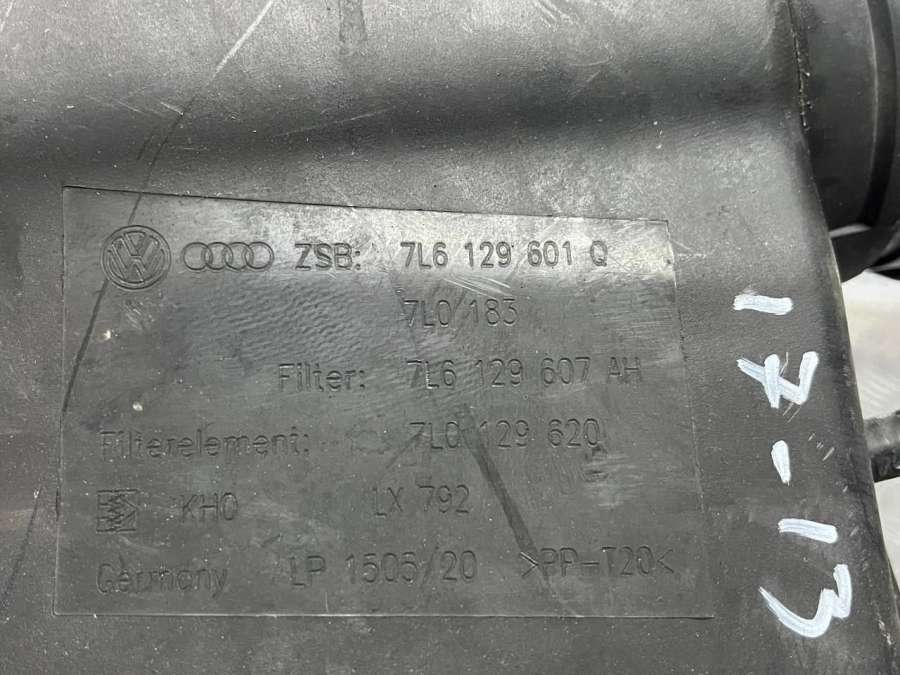 ZSB: 7L6 129 601 Q
7L0 183
Filter: 7L6 129 607 AH
Filterelement: 7L0 129 620
KHO LX 792
Germany LP 1505/20 >PP-T20<
17-13